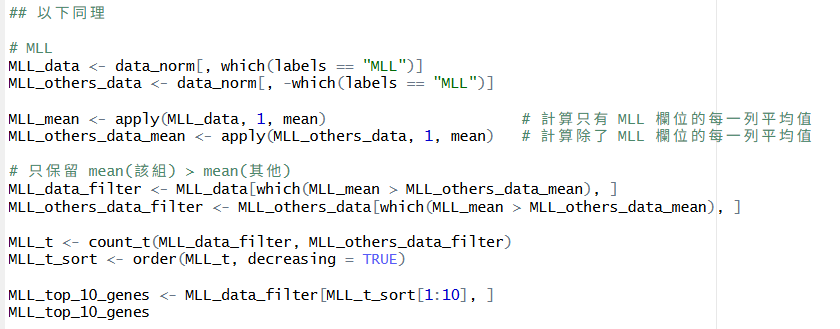 ## 以下同理
# MLL
MLL_data <- data_norm[, which(labels == "MLL")]
MLL_others_data <- data_norm[, -which(labels == "MLL")]
MLL_mean <- apply(MLL_data, 1, mean) # 計算只有 MLL 欄位的每一列平均值
MLL_others_data_mean <- apply(MLL_others_data, 1, mean) # 計算除了 MLL 欄位的每一列平均值
# 只保留 mean(該組) > mean(其他)
MLL_data_filter <- MLL_data[which(MLL_mean > MLL_others_data_mean), ]
MLL_others_data_filter <- MLL_others_data[which(MLL_mean > MLL_others_data_mean), ]
MLL_t <- count_t(MLL_data_filter, MLL_others_data_filter)
MLL_t_sort <- order(MLL_t, decreasing = TRUE)
MLL_top_10_genes <- MLL_data_filter[MLL_t_sort[1:10], ]
MLL_top_10_genes